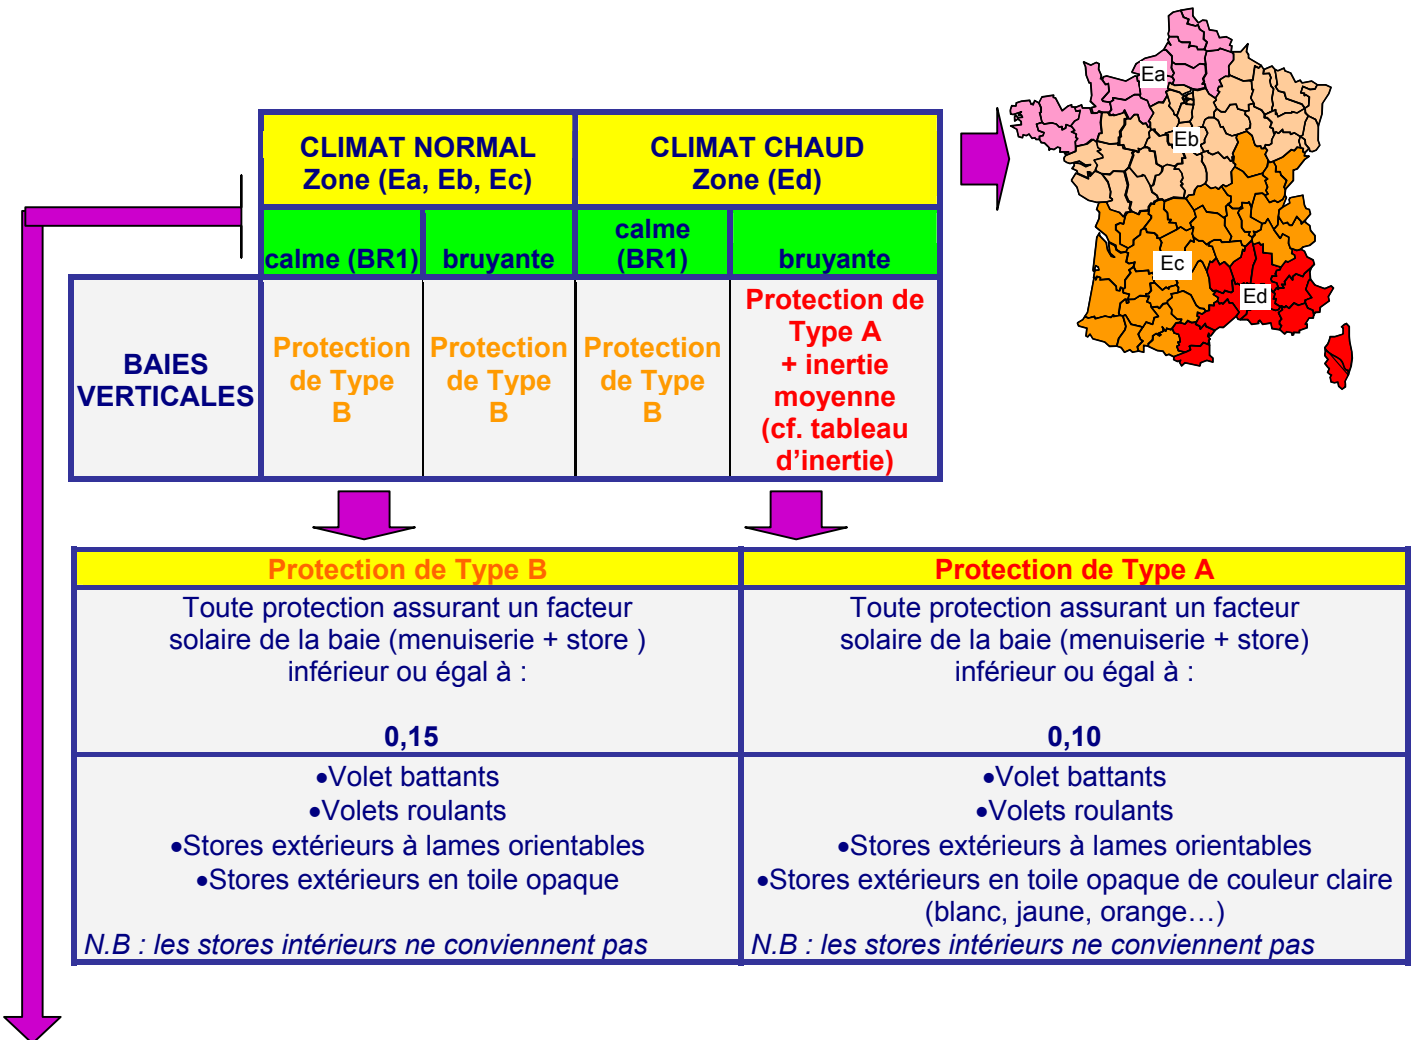 Ea
Eb
Ec
Ed
CLIMAT NORMAL
Zone (Ea, Eb, Ec)
CLIMAT CHAUD
Zone (Ed)
calme (BR1)
bruyante
calme
(BR1)
bruyante
BAIES
VERTICALES
Protection
de Type
B
Protection
de Type
B
Protection
de Type
B
Protection de
Type A
+ inertie
moyenne
(cf. tableau
d’inertie)
Protection de Type B
Toute protection assurant un facteur
solaire de la baie (menuiserie + store )
inférieur ou égal à :
0,15
•Volet battants
•Volets roulants
•Stores extérieurs à lames orientables
•Stores extérieurs en toile opaque
N.B : les stores intérieurs ne conviennent pas
Protection de Type A
Toute protection assurant un facteur
solaire de la baie (menuiserie + store)
inférieur ou égal à :
0,10
•Volet battants
•Volets roulants
•Stores extérieurs à lames orientables
•Stores extérieurs en toile opaque de couleur claire
(blanc, jaune, orange…)
N.B : les stores intérieurs ne conviennent pas